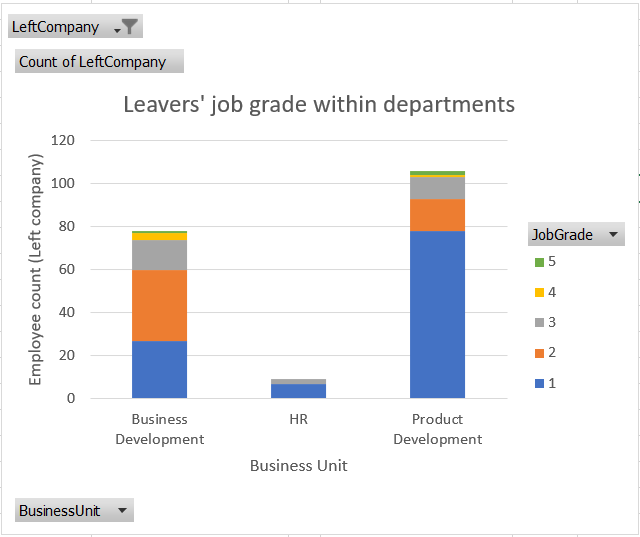 LeftCompany
Count of LeftCompany
Leavers' job grade within departments
Employee count (Left company)
120
100
80
60
40
20
0
Business Development
HR
Product Development
Business Unit
JobGrade
5
4
3
2
1
BusinessUnit